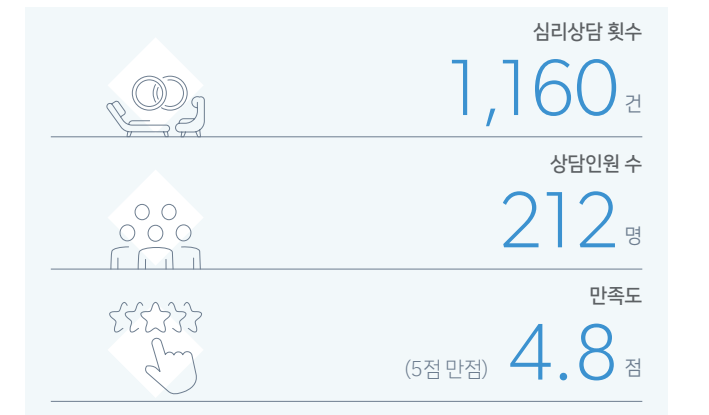 심리상담 횟수
1,160 건
상담인원 수
212 명
만족도
(5점 만점) 4.8 점